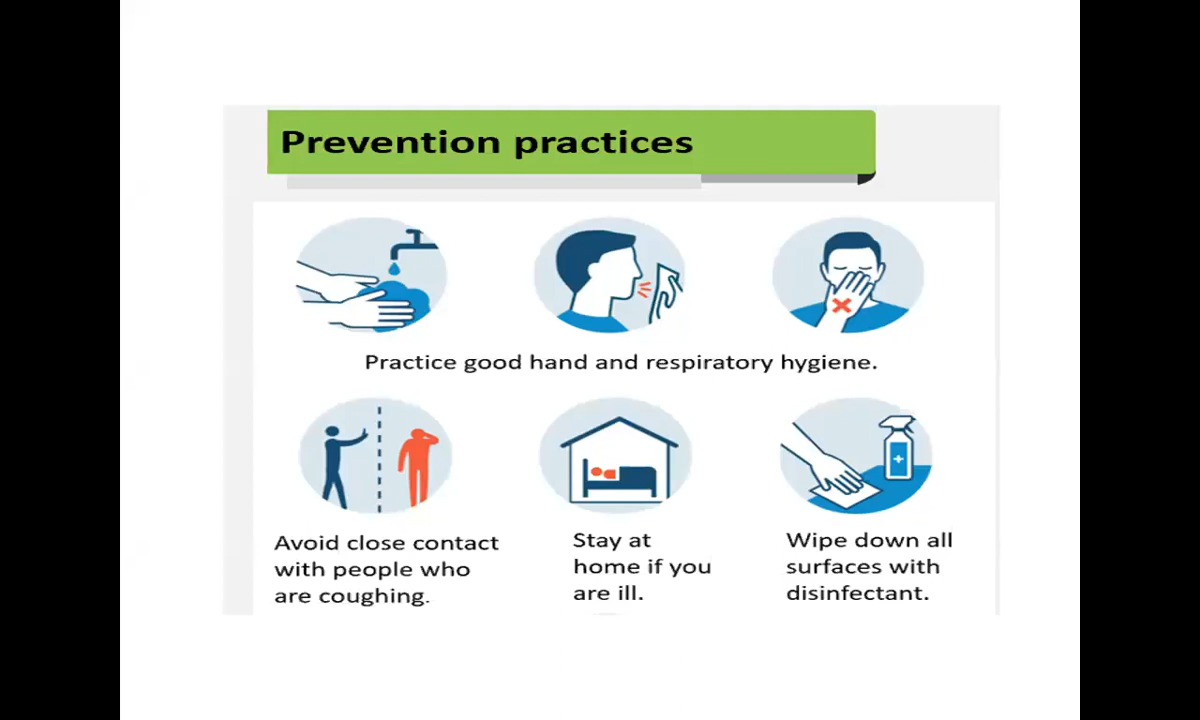 Prevention practices
Practice good hand and respiratory hygiene.
Avoid close contact
with people who
are coughing.
Stay at
home if you
are ill.
Wipe down all
surfaces with
disinfectant.